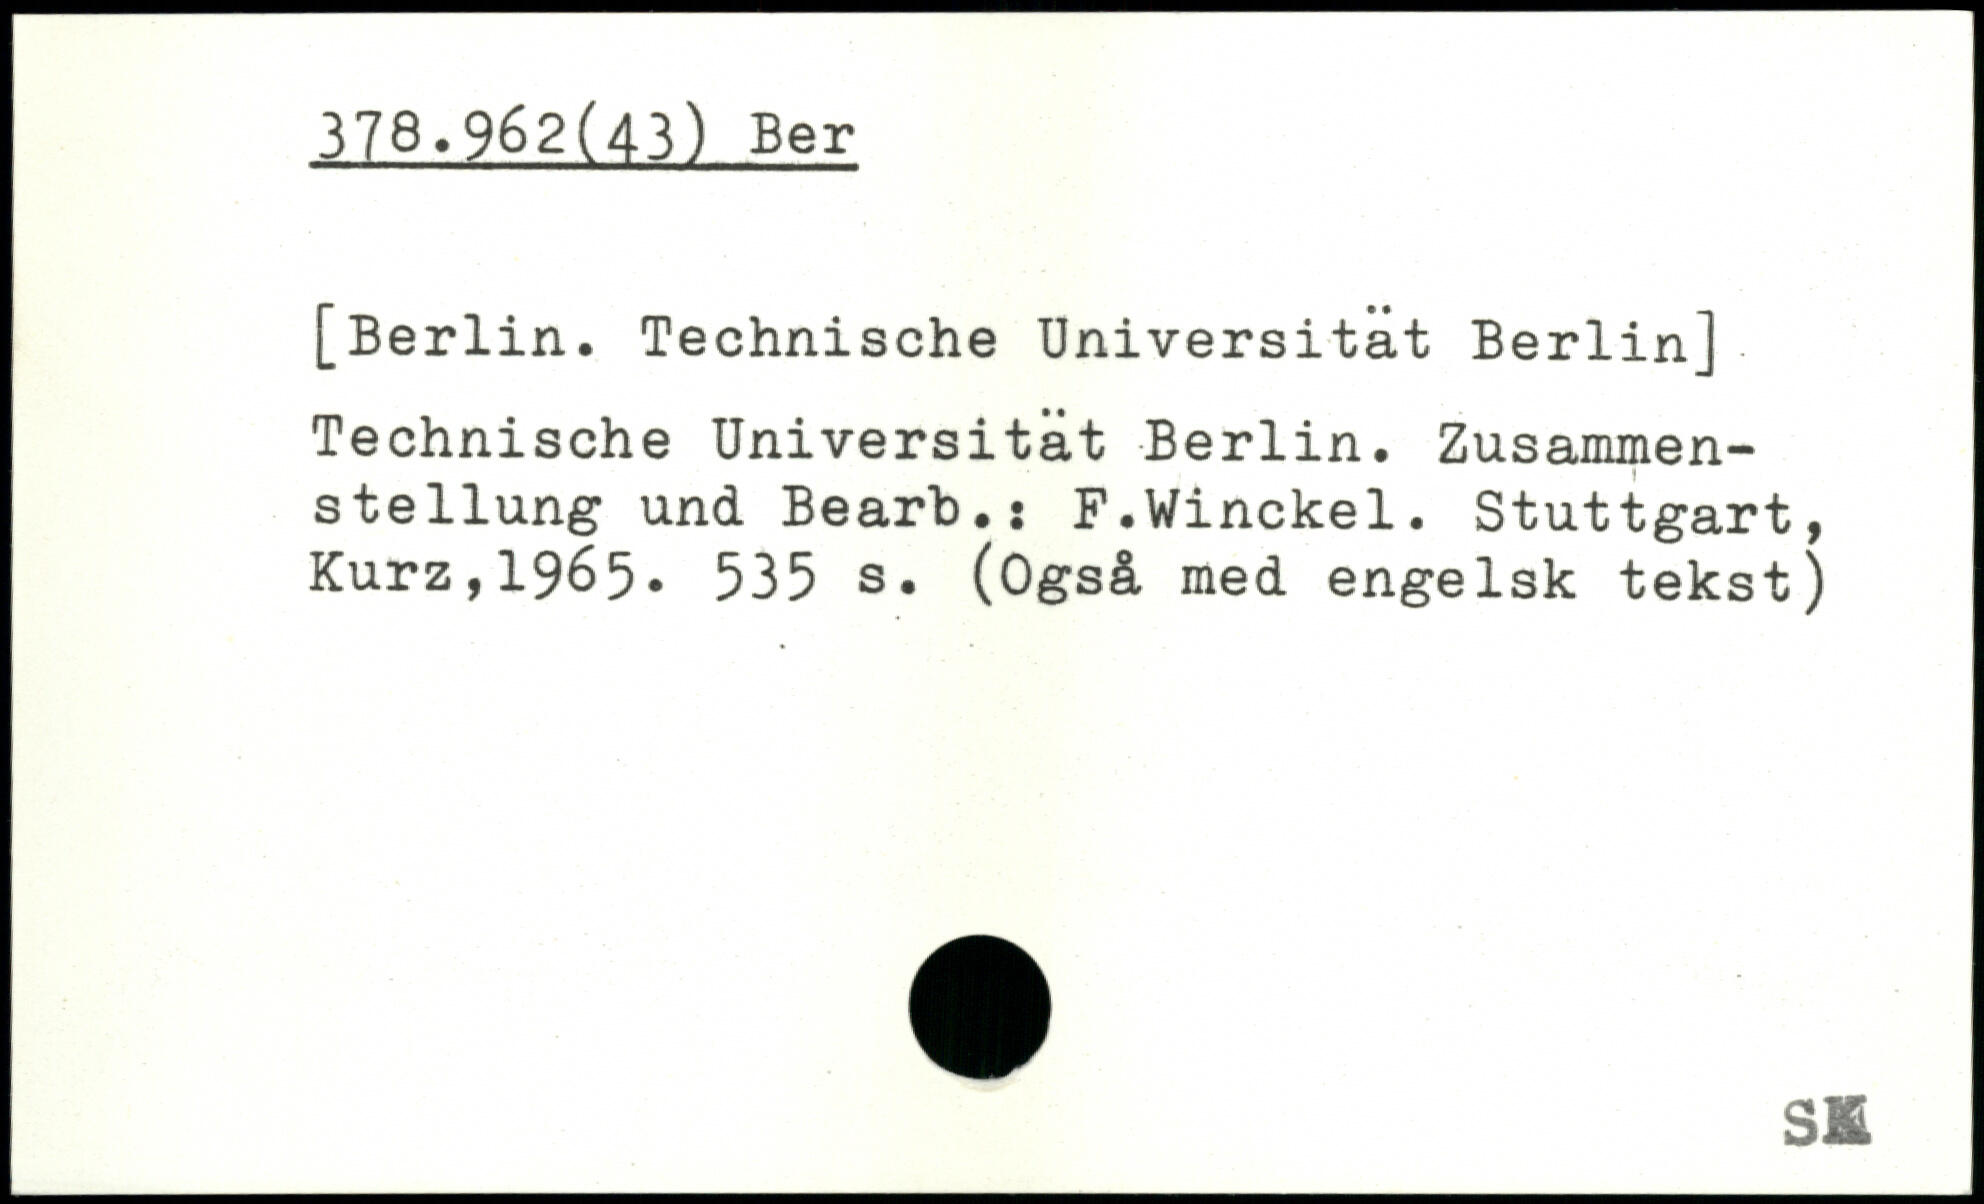 378.962(43) Ber
[Berlin. Technische Universität Berlin]
Technische Universität Berlin. Zusammen-
stellung und Bearb.: F.Winckel. Stuttgart,
Kurz,1965. 535 s. (Også med engelsk tekst)
SK